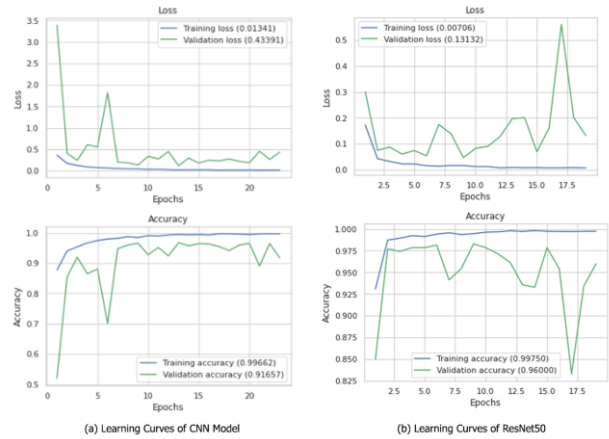 Loss
3.5
3.0
2.5
2.0
1.5
1.0
0.5
0.0
Loss
Training loss (0.01341)
Validation loss (0.43391)
0 5 10 15 20
Epochs
Accuracy
1.0
0.9
0.8
0.7
0.6
0.5
Accuracy
Training accuracy (0.99662)
Validation accuracy (0.91657)
0 5 10 15 20
Epochs
(a) Learning Curves of CNN Model
Loss
0.5
0.4
0.3
0.2
0.1
0.0
Loss
Training loss (0.00706)
Validation loss (0.13132)
2.5 5.0 7.5 10.0 12.5 15.0 17.5
Epochs
Accuracy
1.000
0.975
0.950
0.925
0.900
0.875
0.850
0.825
Accuracy
Training accuracy (0.99750)
Validation accuracy (0.96000)
2.5 5.0 7.5 10.0 12.5 15.0 17.5
Epochs
(b) Learning Curves of ResNet50